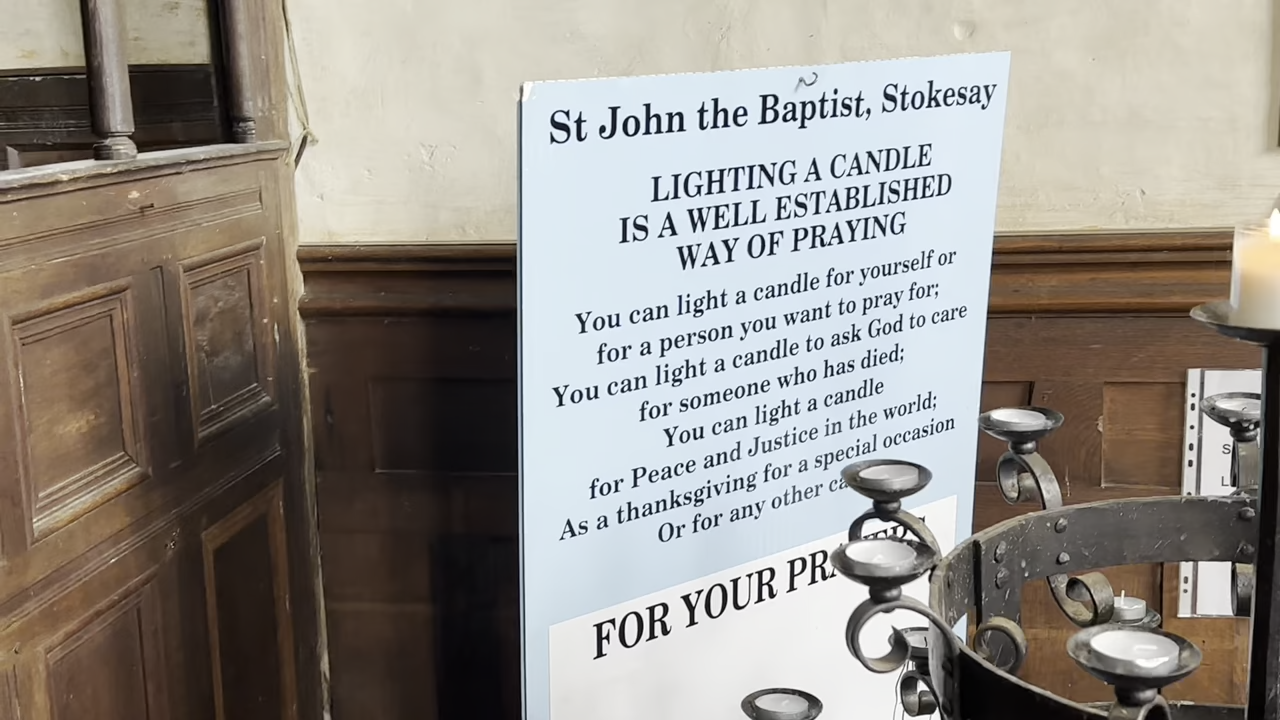 St John the Baptist, Stokesay
LIGHTING A CANDLE
IS A WELL ESTABLISHED
WAY OF PRAYING
You can light a candle for yourself or
for a person you want to pray for;
You can light a candle to ask God to care
for someone who has died;
You can light a candle
for Peace and Justice in the world;
As a thanksgiving for a special occasion
Or for any other
FOR YOUR